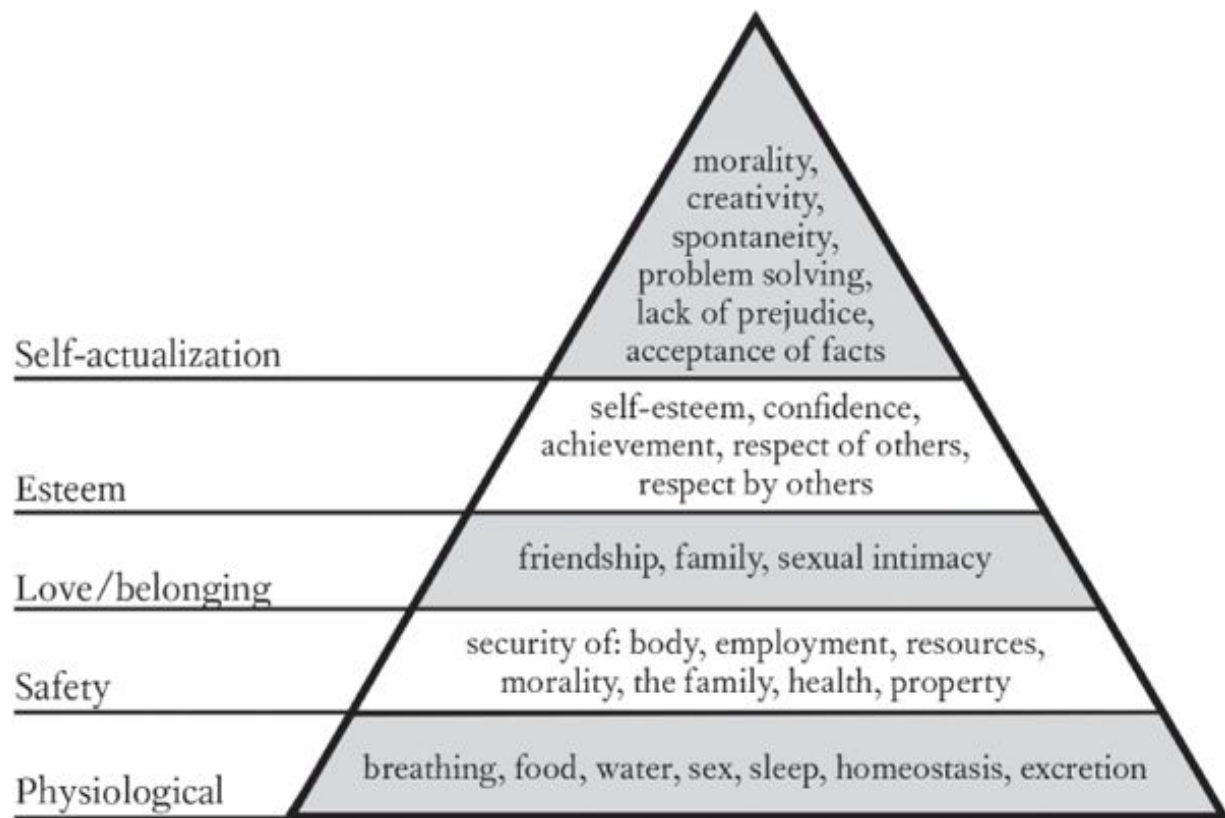 morality,
creativity,
spontaneity,
problem solving,
lack of prejudice,
acceptance of facts
Self-actualization
self-esteem, confidence,
achievement, respect of others,
respect by others
Esteem
friendship, family, sexual intimacy
Love/belonging
security of: body, employment, resources,
morality, the family, health, property
Safety
breathing, food, water, sex, sleep, homeostasis, excretion
Physiological